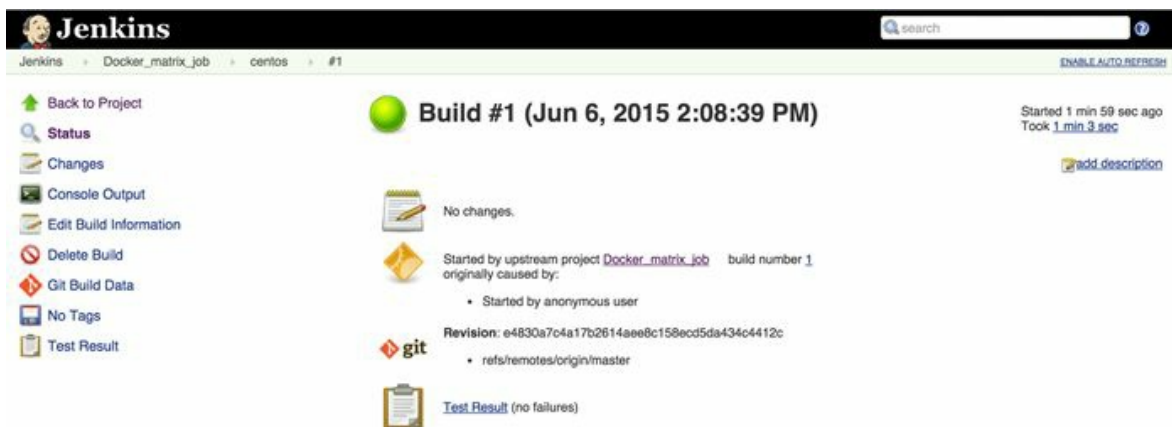 Jenkins
search
Jenkins Docker_matrix_job centos #1
ENABLE AUTO REFRESH
Back to Project
Status
Changes
Console Output
Edit Build Information
Delete Build
Git Build Data
No Tags
Test Result
Build #1 (Jun 6, 2015 2:08:39 PM)
Started 1 min 59 sec ago
Took 1 min 3 sec
add description
No changes.
Started by upstream project Docker_matrix_job build number 1
originally caused by:
• Started by anonymous user
git
Revision: e4830a7c4a17b2614aee8c158ecd5da434c4412c
• refs/remotes/origin/master
Test Result (no failures)